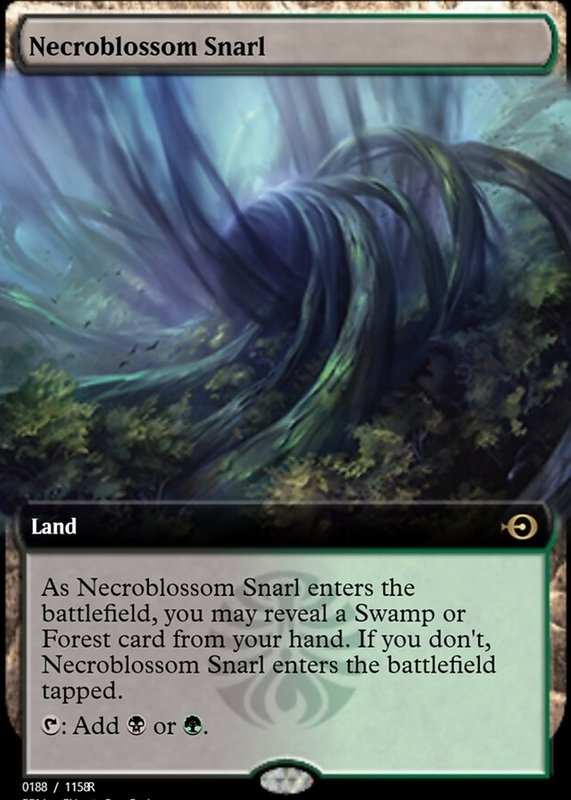 Necroblossom Snarl
Land
As Necroblossom Snarl enters the
battlefield, you may reveal a Swamp or
Forest card from your hand. If you don't,
Necroblossom Snarl enters the battlefield
tapped.
: Add or .
0188 / 1158R